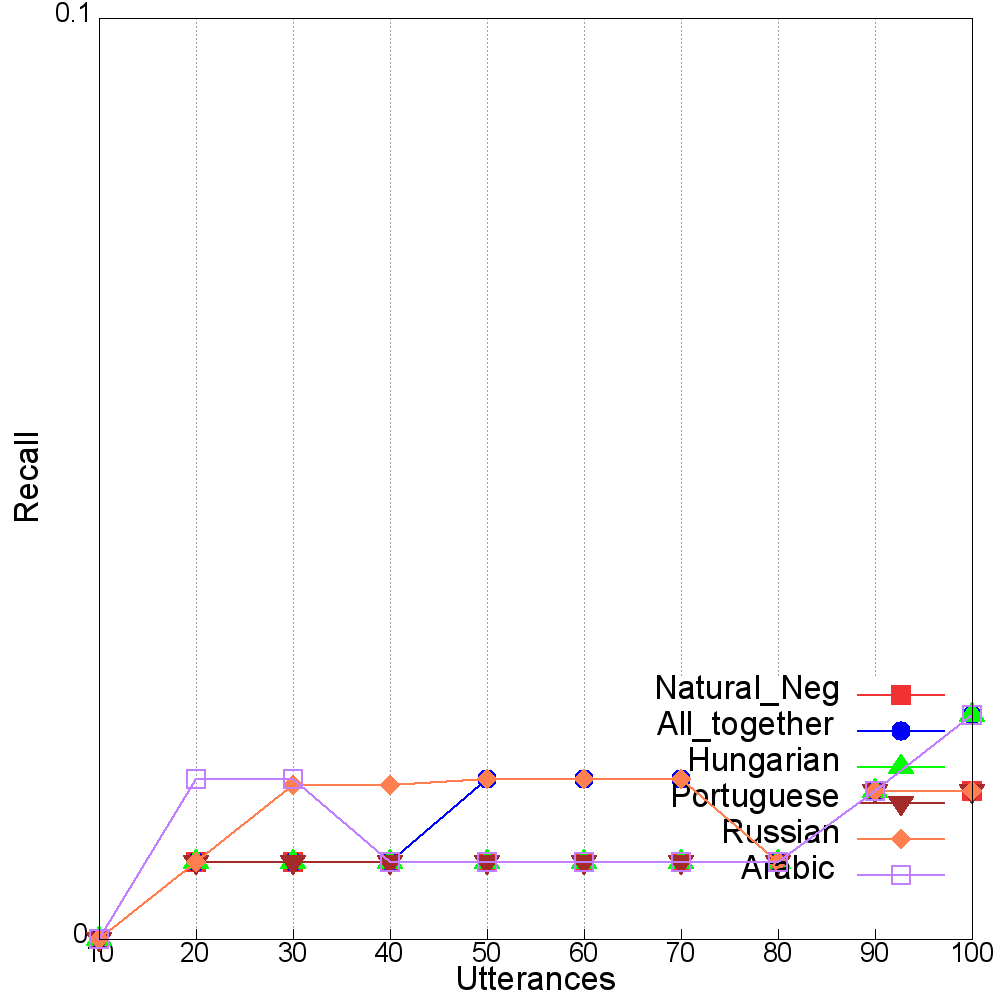 0.1
Recall
Natural_Neg
All_together
Hungarian
Portuguese
Russian
Arabic
0
10 20 30 40 50 60 70 80 90 100
Utterances